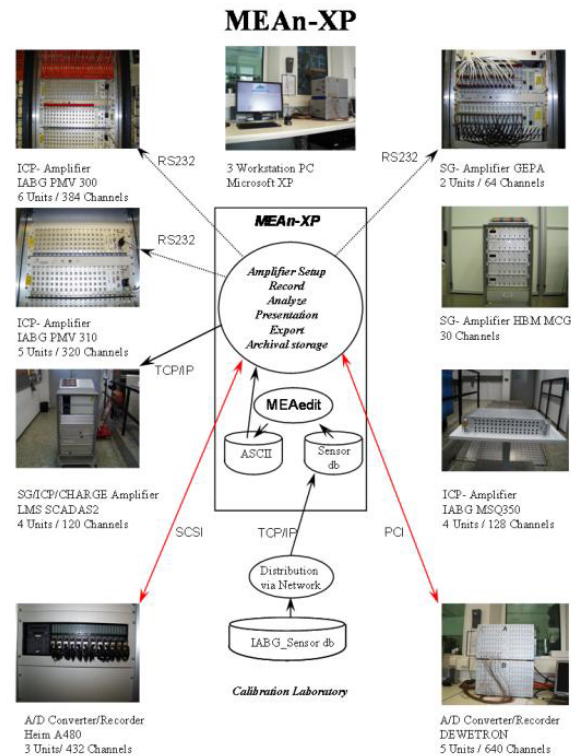 MEAn-XP
ICP- Amplifier
IABG PMV 300
6 Units / 384 Channels
RS232
3 Workstation PC
Microsoft XP
RS232
SG- Amplifier GEPA
2 Units / 64 Channels
MEAn-XP
Amplifier Setup
Record
Analyze
Presentation
Export
Archival storage
RS232
ICP- Amplifier
IABG PMV 310
5 Units / 320 Channels
TCP/IP
SG- Amplifier HBM MCG
30 Channels
MEAedit
ASCII
Sensor
db
SG/ICP/CHARGE Amplifier
LMS SCADAS2
4 Units / 120 Channels
ICP- Amplifier
IABG MSQ350
4 Units / 128 Channels
SCSI
TCP/IP
PCI
Distribution
via Network
IABG_Sensor db
Calibration Laboratory
A/D Converter/Recorder
Heim A480
3 Units/ 432 Channels
A/D Converter/Recorder
DEWETRON
5 Units / 640 Channels